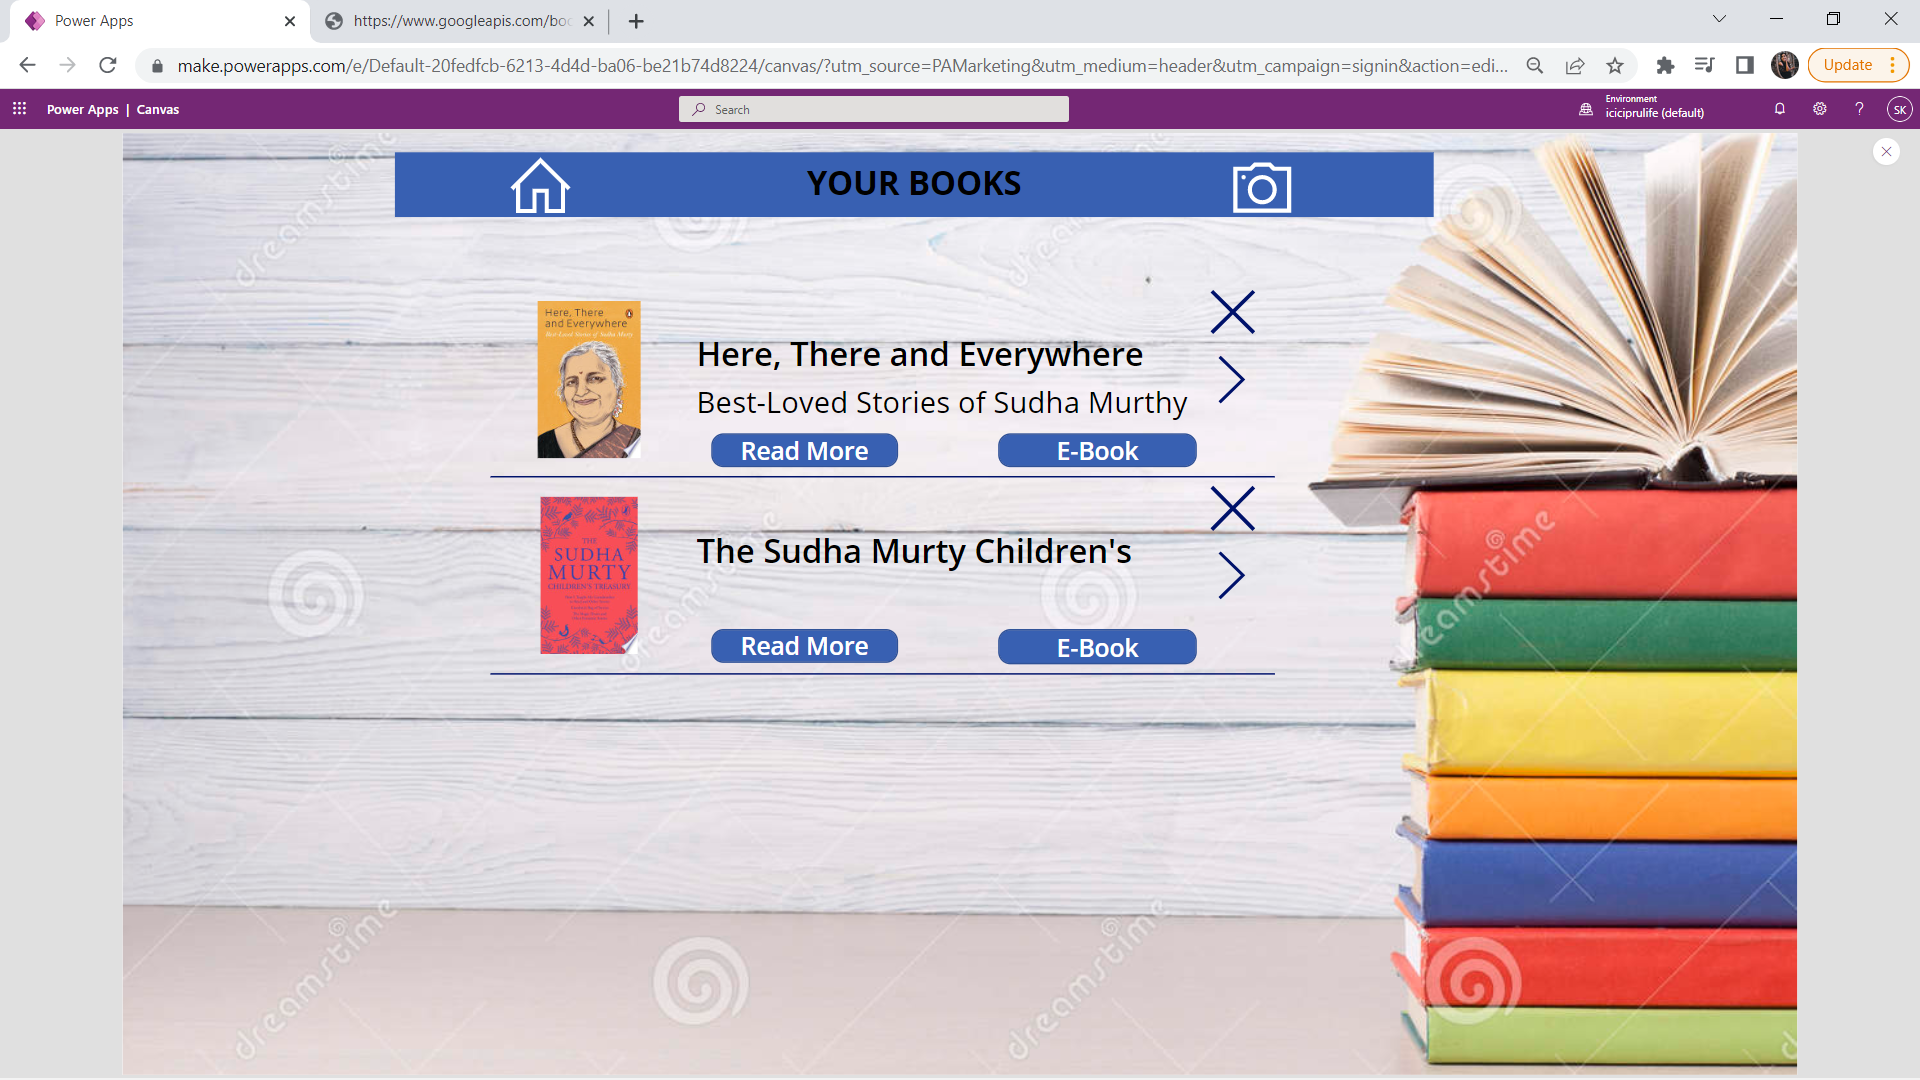 Power Apps
https://www.googleapis.com/boo
make.powerapps.com/e/Default-20fedfcb-6213-4d4d-ba06-be21b74d8224/canvas/?utm_source=PAMarketing&utm_medium=header&utm_campaign=signin&action=edi...
Update
Power Apps | Canvas
Search
Environment
iciciprulife (default)
?
SK
YOUR BOOKS
Here, There
and Everywhere
Best-Loved Stories of Sudha Murty
Here, There and Everywhere
Best-Loved Stories of Sudha Murthy
Read More
E-Book
THE
SUDHA
MURTY
CHILDREN'S TREASURY
The Sudha Murty Children's
Read More
E-Book
dreamstime
dreamstime
dreamstime
dreamstime
dreamstime
dreamstime